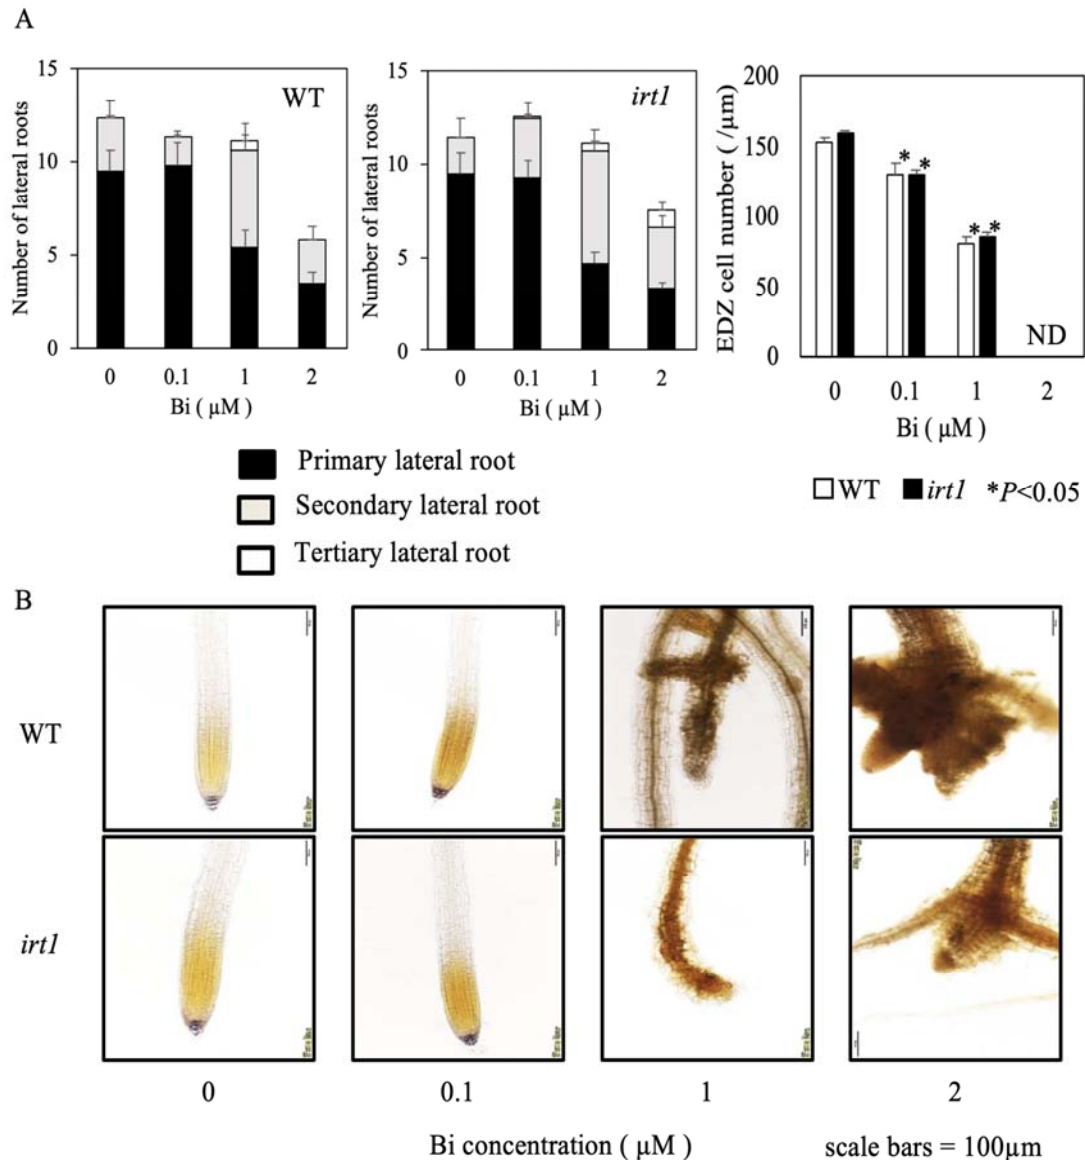 A
15
10
5
0
Number of lateral roots
WT
0 0.1 1 2
Bi ( μM )
15
10
5
0
Number of lateral roots
irt1
0 0.1 1 2
Bi ( μM )
200
150
100
50
0
EDZ cell number ( /μm)
* *
* *
ND
0 0.1 1 2
Bi ( μM )
Primary lateral root
Secondary lateral root
Tertiary lateral root
WT irt1 *P<0.05
B
WT
irt1
0 0.1 1 2
Bi concentration ( μM ) scale bars = 100μm